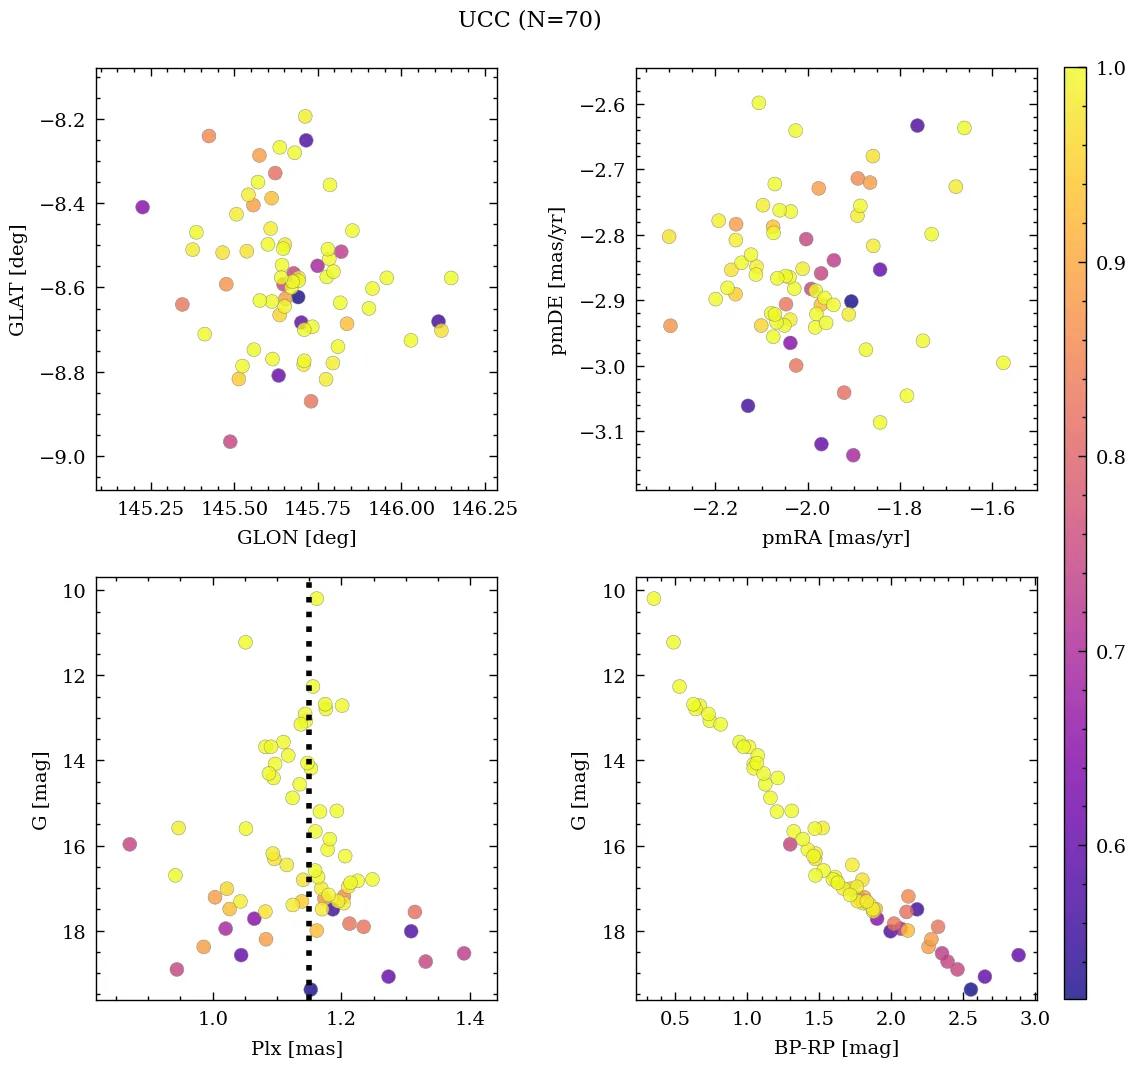 UCC (N=70)
−8.2
−8.4
−8.6
−8.8
−9.0
GLAT [deg]
145.25 145.50 145.75 146.00 146.25
GLON [deg]
−2.6
−2.7
−2.8
−2.9
−3.0
−3.1
pmDE [mas/yr]
−2.2 −2.0 −1.8 −1.6
pmRA [mas/yr]
1.0
0.9
0.8
0.7
0.6
10
12
14
16
18
G [mag]
1.0 1.2 1.4
Plx [mas]
10
12
14
16
18
G [mag]
0.5 1.0 1.5 2.0 2.5 3.0
BP-RP [mag]